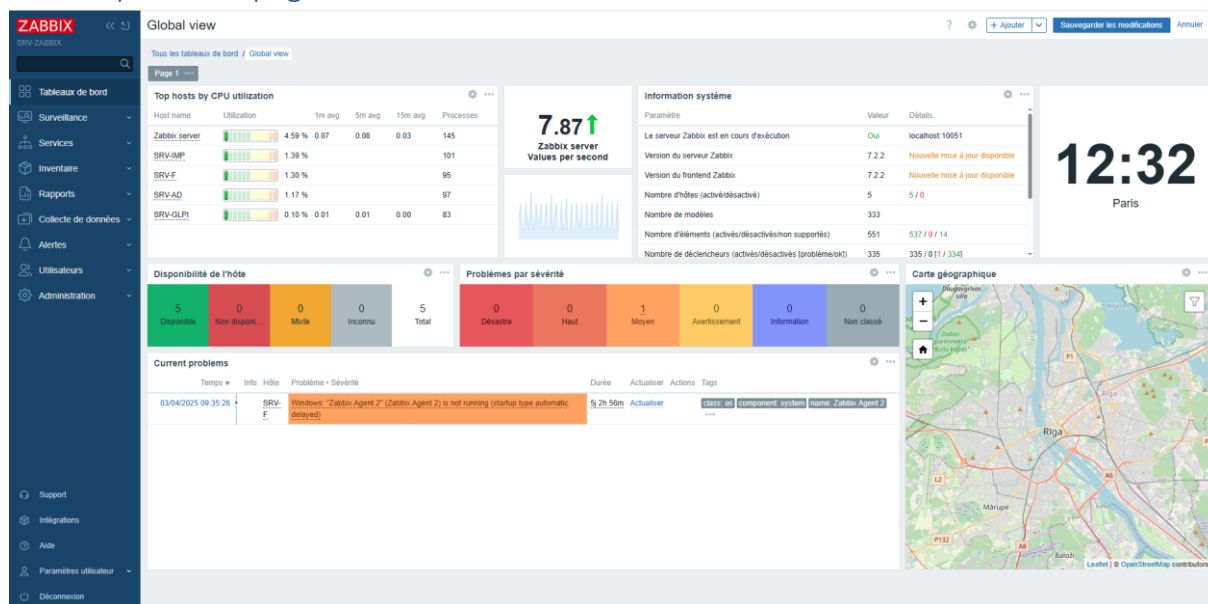 ZABBIX
SRV-ZABBIX
Tableaux de bord
Surveillance
Services
Inventaire
Rapports
Collecte de données
Alertes
Utilisateurs
Administration
Support
Intégrations
Aide
Paramètres utilisateur
Déconnexion
Global view
? + Ajouter Sauvegarder les modifications Annuler
Tous les tableaux de bord / Global view
Page 1
Top hosts by CPU utilization
Host name Utilization 1m avg 5m avg 15m avg Processes
Zabbix server 4.59 % 0.07 0.08 0.03 145
SRV-IMP 1.39 % 101
SRV-F 1.30 % 95
SRV-AD 1.17 % 97
SRV-GLPI 0.10 % 0.01 0.01 0.00 83
7.87
Zabbix server
Values per second
Information système
Paramètre Valeur Détails
Le serveur Zabbix est en cours d'exécution Oui localhost:10051
Version du serveur Zabbix 7.2.2 Nouvelle mise à jour disponible
Version du frontend Zabbix 7.2.2 Nouvelle mise à jour disponible
Nombre d'hôtes (activé/désactivé) 5 5 / 0
Nombre de modèles 333
Nombre d'éléments (activés/désactivés/non supportés) 551 537 / 0 / 14
Nombre de déclencheurs (activés/désactivés [problème/ok]) 335 335 / 0 [1 / 334]
12:32
Paris
Disponibilité de l'hôte
5 0 0 0 5
Disponible Non disponi... Mixte Inconnu Total
Problèmes par sévérité
0 0 1 0 0 0
Désastre Haut Moyen Avertissement Information Non classé
Current problems
Temps Info Hôte Problème • Sévérité Durée Actualiser Actions Tags
03/04/2025 09:35:26 SRV-F Windows: "Zabbix Agent 2" (Zabbix Agent 2) is not running (startup type automatic delayed) 5j 2h 56m Actualiser class: os component: system name: Zabbix Agent 2
Carte géographique
+
−
P1
Rīga
Rīga
A6
L2
Mārupe
P132
A8
Baloži
Leaflet | © OpenStreetMap contributors